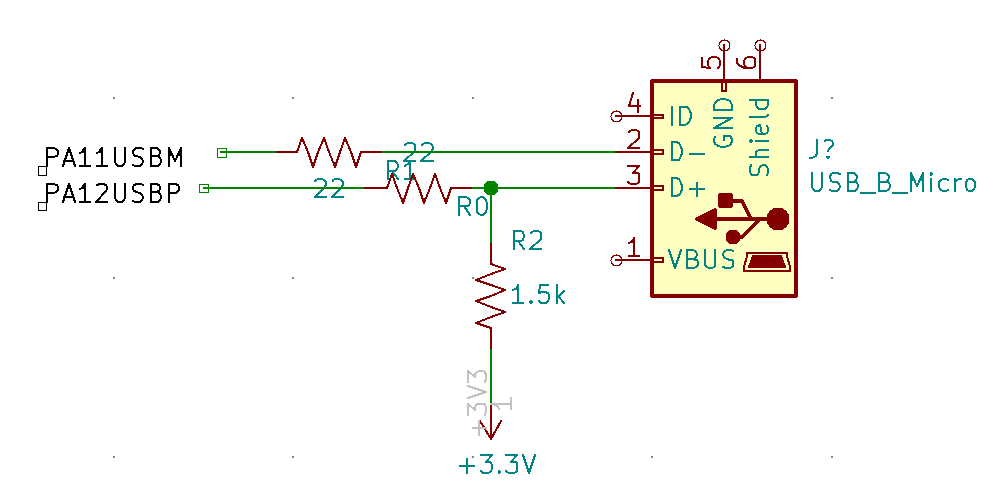 5
6
4
ID
GND
Shield
PA11USBM
22
2
D-
J?
R1
PA12USBP
22
3
D+
USB_B_Micro
R0
R2
1
VBUS
1.5k
+3V3
1
+3.3V